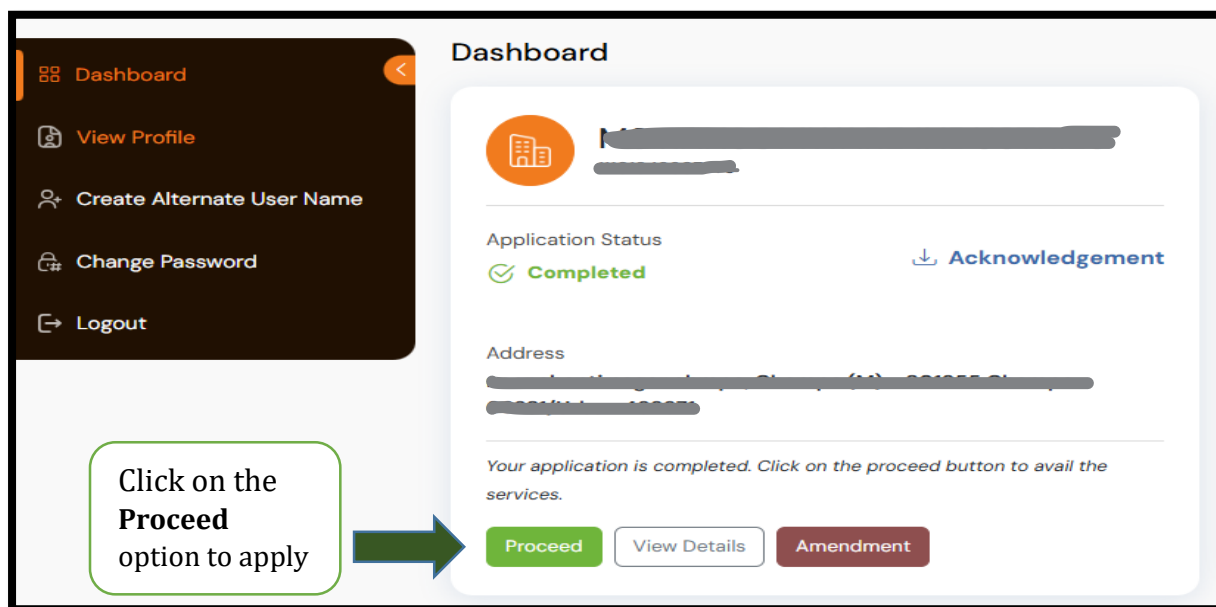 Dashboard
View Profile
Create Alternate User Name
Change Password
Logout
Dashboard
Application Status
Completed
Acknowledgement
Address
Your application is completed. Click on the proceed button to avail the
services.
Proceed
View Details
Amendment
Click on the
Proceed
option to apply